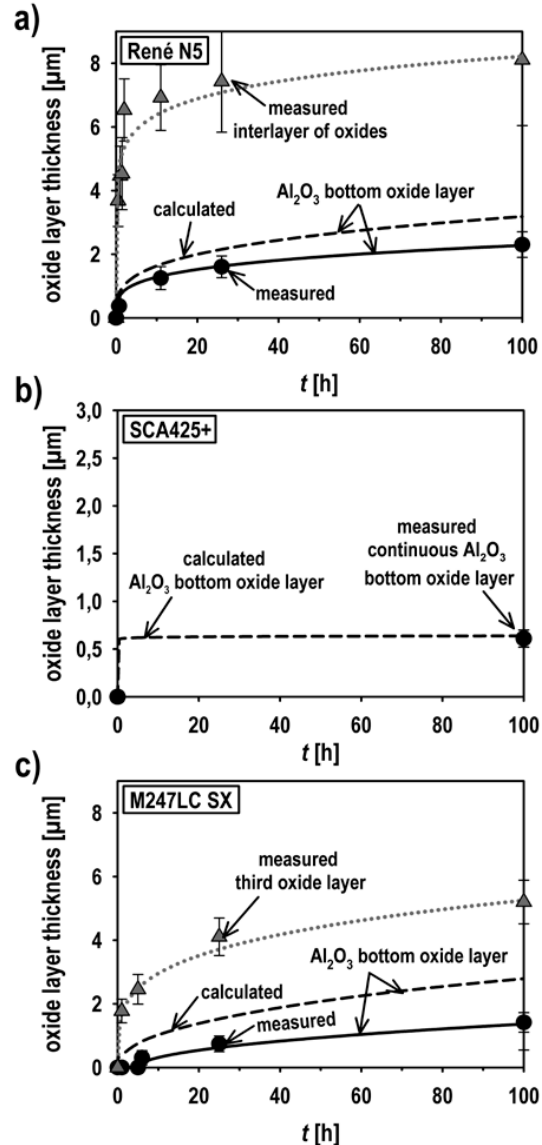 a)
René N5
oxide layer thickness [µm]
8
6
4
2
0
measured
interlayer of oxides
Al₂O₃ bottom oxide layer
calculated
measured
0 20 40 60 80 100
t [h]
b)
SCA425+
oxide layer thickness [µm]
3,0
2,5
2,0
1,5
1,0
0,5
0,0
measured
continuous Al₂O₃
bottom oxide layer
calculated
Al₂O₃ bottom oxide layer
0 20 40 60 80 100
t [h]
c)
M247LC SX
oxide layer thickness [µm]
8
6
4
2
0
measured
third oxide layer
Al₂O₃ bottom oxide layer
calculated
measured
0 20 40 60 80 100
t [h]